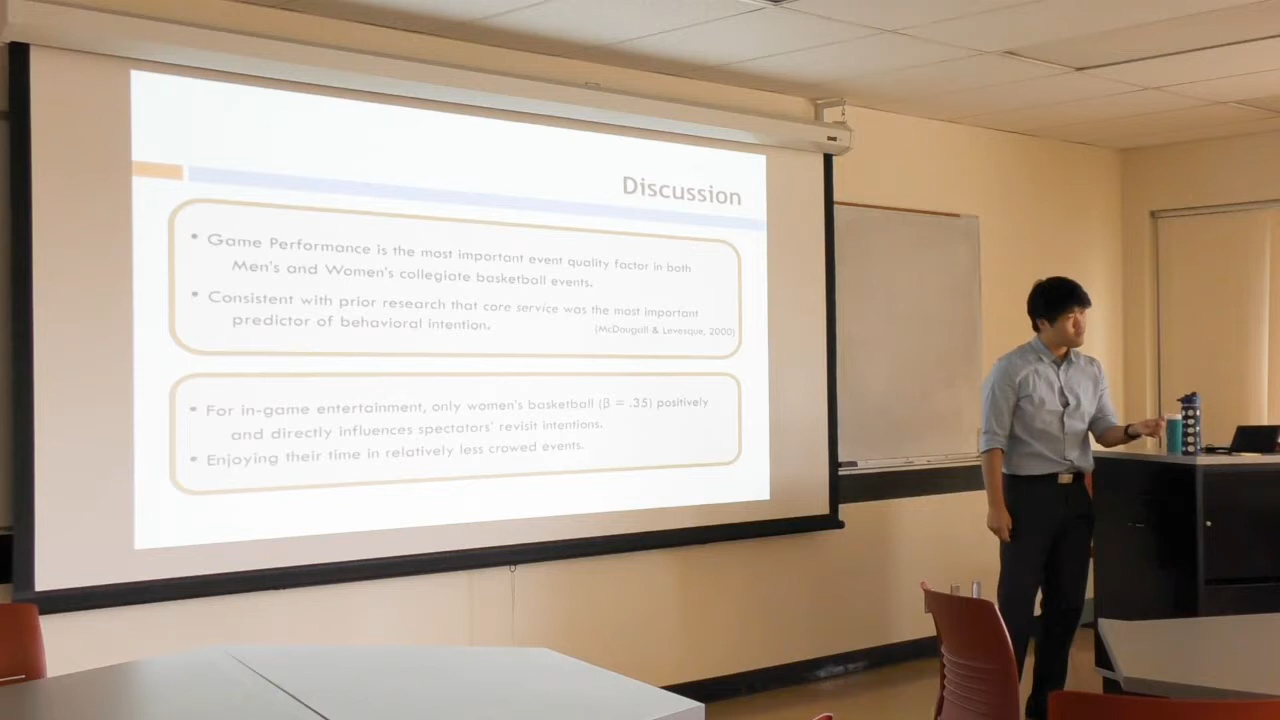 Discussion
• Game Performance is the most important event quality factor in both
Men's and Women's collegiate basketball events.
• Consistent with prior research that core service was the most important
predictor of behavioral intention. (McDougall & Levesque, 2000)
• For in-game entertainment, only women's basketball (β = .35) positively
and directly influences spectators' revisit intentions.
• Enjoying their time in relatively less crowed events.